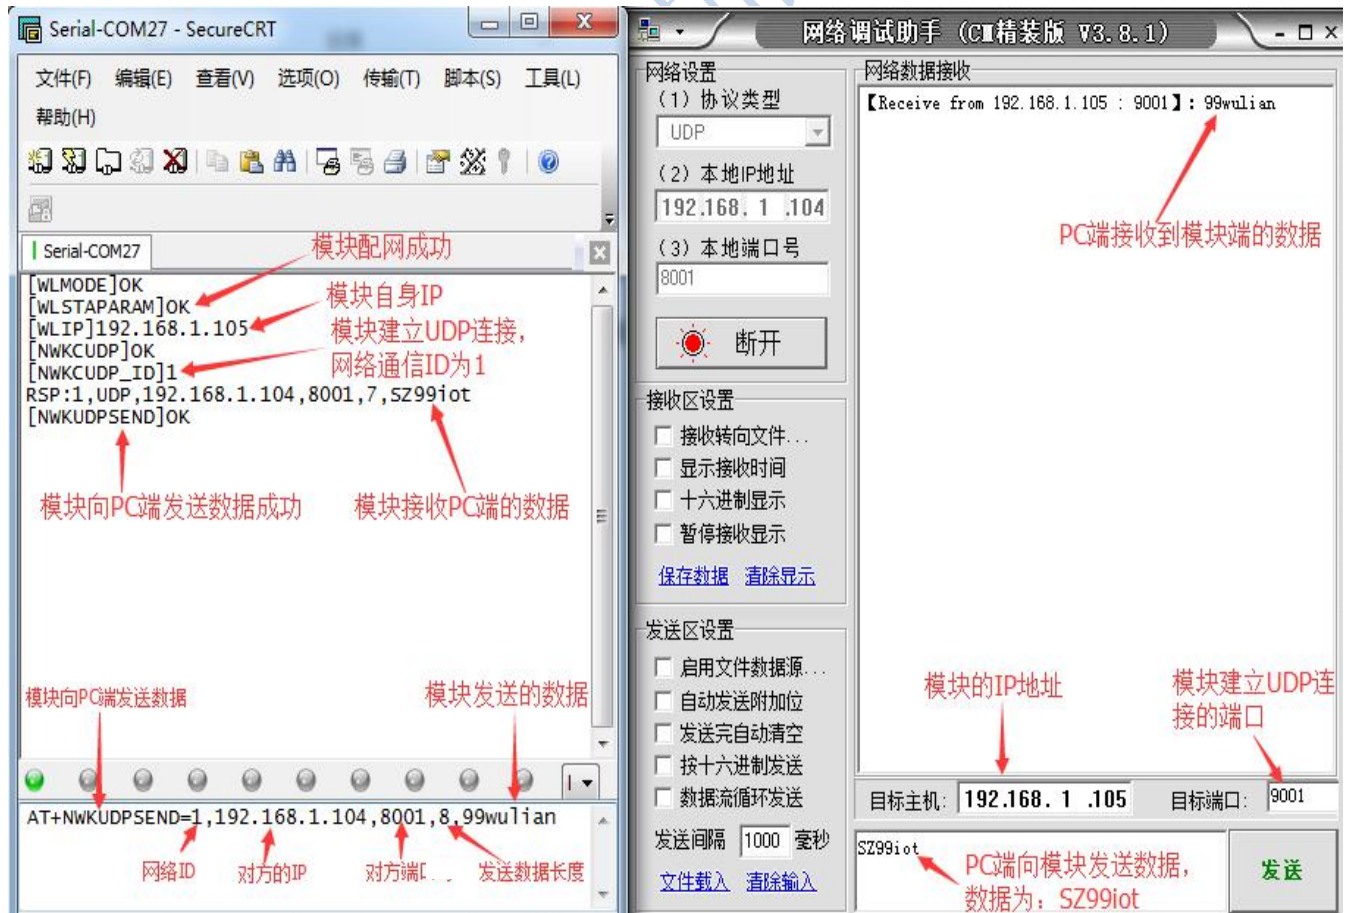 Serial-COM27 - SecureCRT
文件(F) 编辑(E) 查看(V) 选项(O) 传输(T) 脚本(S) 工具(L)
帮助(H)
Serial-COM27
模块配网成功
[WLMODE]OK
[WLSTAPARAM]OK
模块自身IP
[WLIP]192.168.1.105
模块建立UDP连接，
网络通信ID为1
[NWKCUDP]OK
[NWKCUDP_ID]1
RSP:1,UDP,192.168.1.104,8001,7,SZ99iot
[NWKUDPSEND]OK
模块向PC端发送数据成功
模块接收PC端的数据
模块向PC端发送数据
模块发送的数据
AT+NWKUDPSEND=1,192.168.1.104,8001,8,99wulian
网络ID
对方的IP
对方端
发送数据长度
网络调试助手 (C■精装版 V3.8.1)
网络设置
(1) 协议类型
UDP
(2) 本地IP地址
192.168. 1 .104
(3) 本地端口号
8001
断开
接收区设置
接收转向文件...
显示接收时间
十六进制显示
暂停接收显示
保存数据 清除显示
发送区设置
启用文件数据源...
自动发送附加位
发送完自动清空
按十六进制发送
数据流循环发送
发送间隔 1000 毫秒
文件载入 清除输入
网络数据接收
【Receive from 192.168.1.105 : 9001】: 99wulian
PC端接收到模块端的数据
模块的IP地址
模块建立UDP连
接的端口
目标主机: 192.168. 1 .105 目标端口: 9001
SZ99iot
PC端向模块发送数据，
数据为：SZ99iot
发送